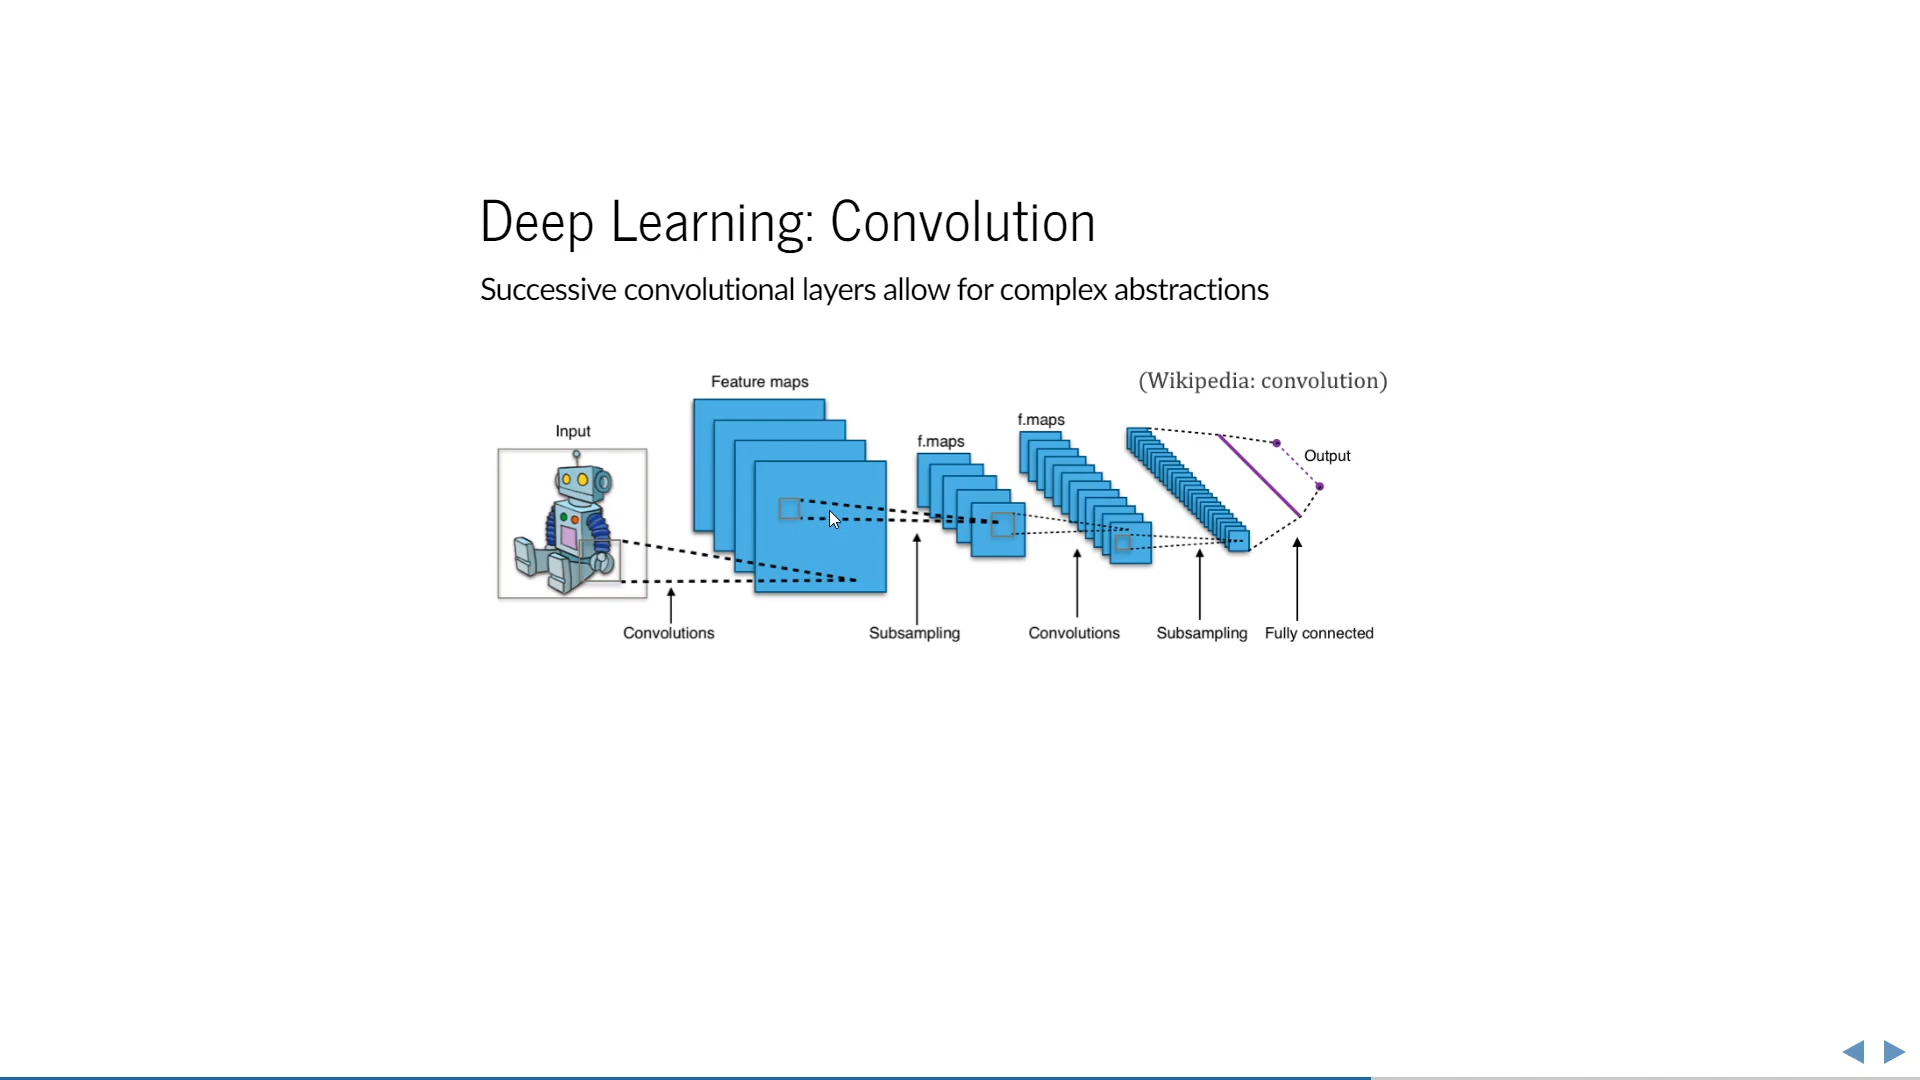 Deep Learning: Convolution
Successive convolutional layers allow for complex abstractions
(Wikipedia: convolution)
Feature maps
f.maps
Input
f.maps
Output
Convolutions
Subsampling
Convolutions
Subsampling
Fully connected